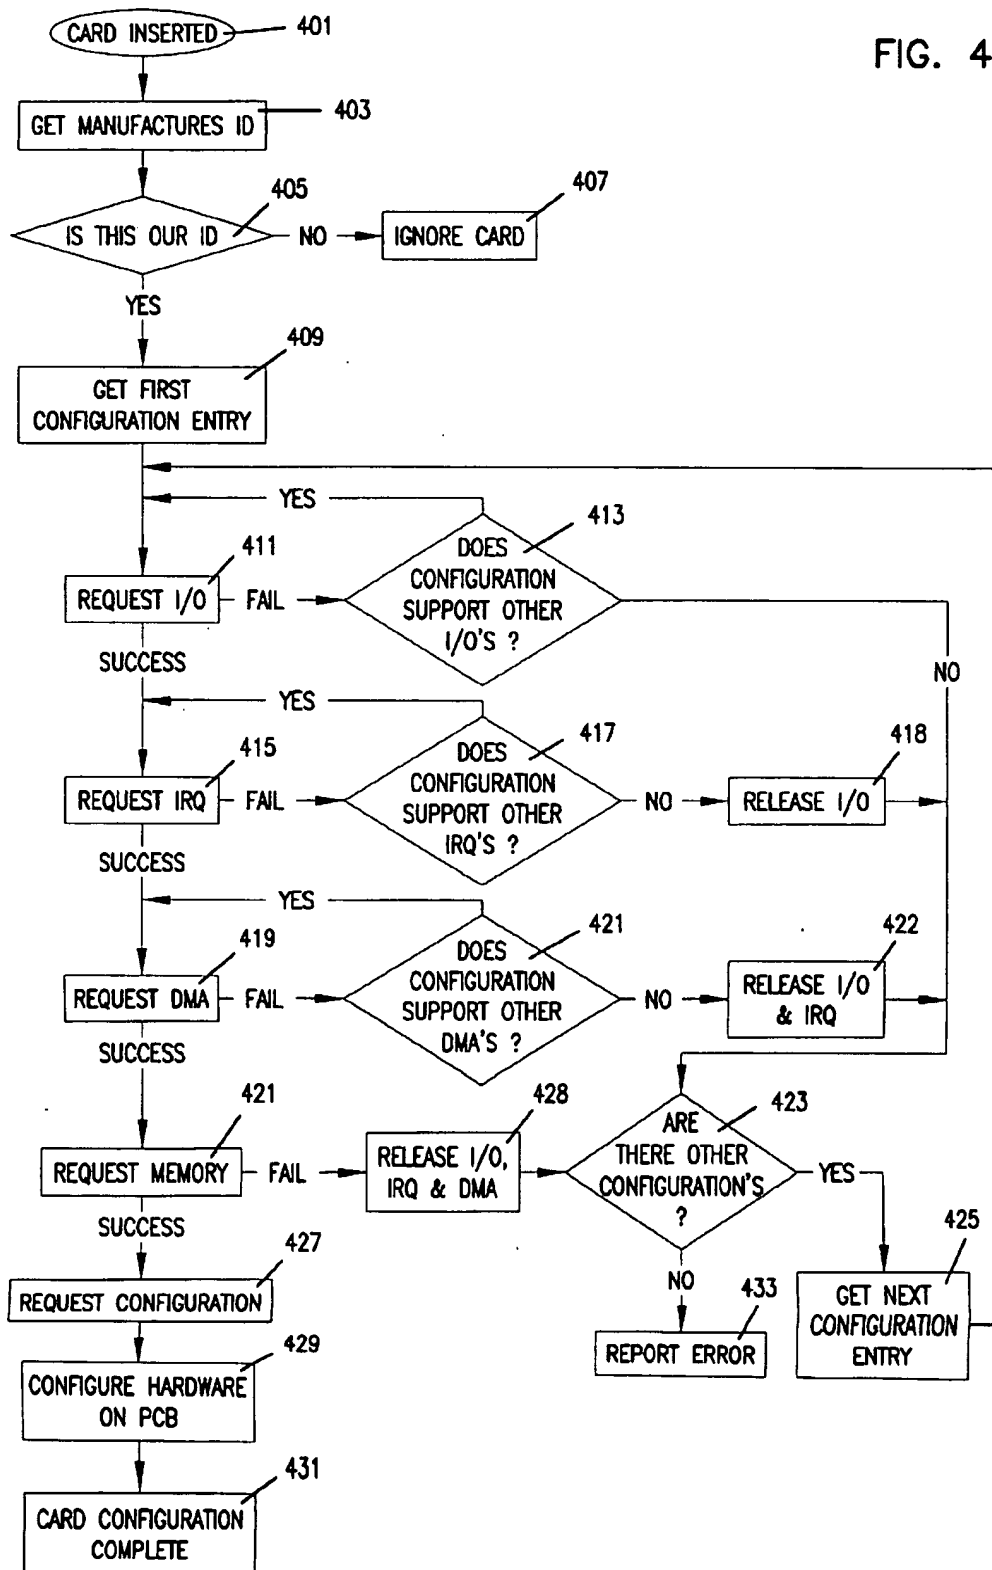 FIG. 4
CARD INSERTED
401
GET MANUFACTURES ID
403
IS THIS OUR ID
405
NO
IGNORE CARD
407
YES
GET FIRST
CONFIGURATION ENTRY
409
YES
REQUEST I/O
411
FAIL
DOES
CONFIGURATION
SUPPORT OTHER
I/O'S ?
413
NO
SUCCESS
YES
REQUEST IRQ
415
FAIL
DOES
CONFIGURATION
SUPPORT OTHER
IRQ'S ?
417
NO
RELEASE I/O
418
SUCCESS
YES
REQUEST DMA
419
FAIL
DOES
CONFIGURATION
SUPPORT OTHER
DMA'S ?
421
NO
RELEASE I/O
& IRQ
422
SUCCESS
REQUEST MEMORY
421
FAIL
RELEASE I/O,
IRQ & DMA
428
ARE
THERE OTHER
CONFIGURATION'S
?
423
YES
SUCCESS
NO
REQUEST CONFIGURATION
427
REPORT ERROR
433
GET NEXT
CONFIGURATION
ENTRY
425
CONFIGURE HARDWARE
ON PCB
429
CARD CONFIGURATION
COMPLETE
431